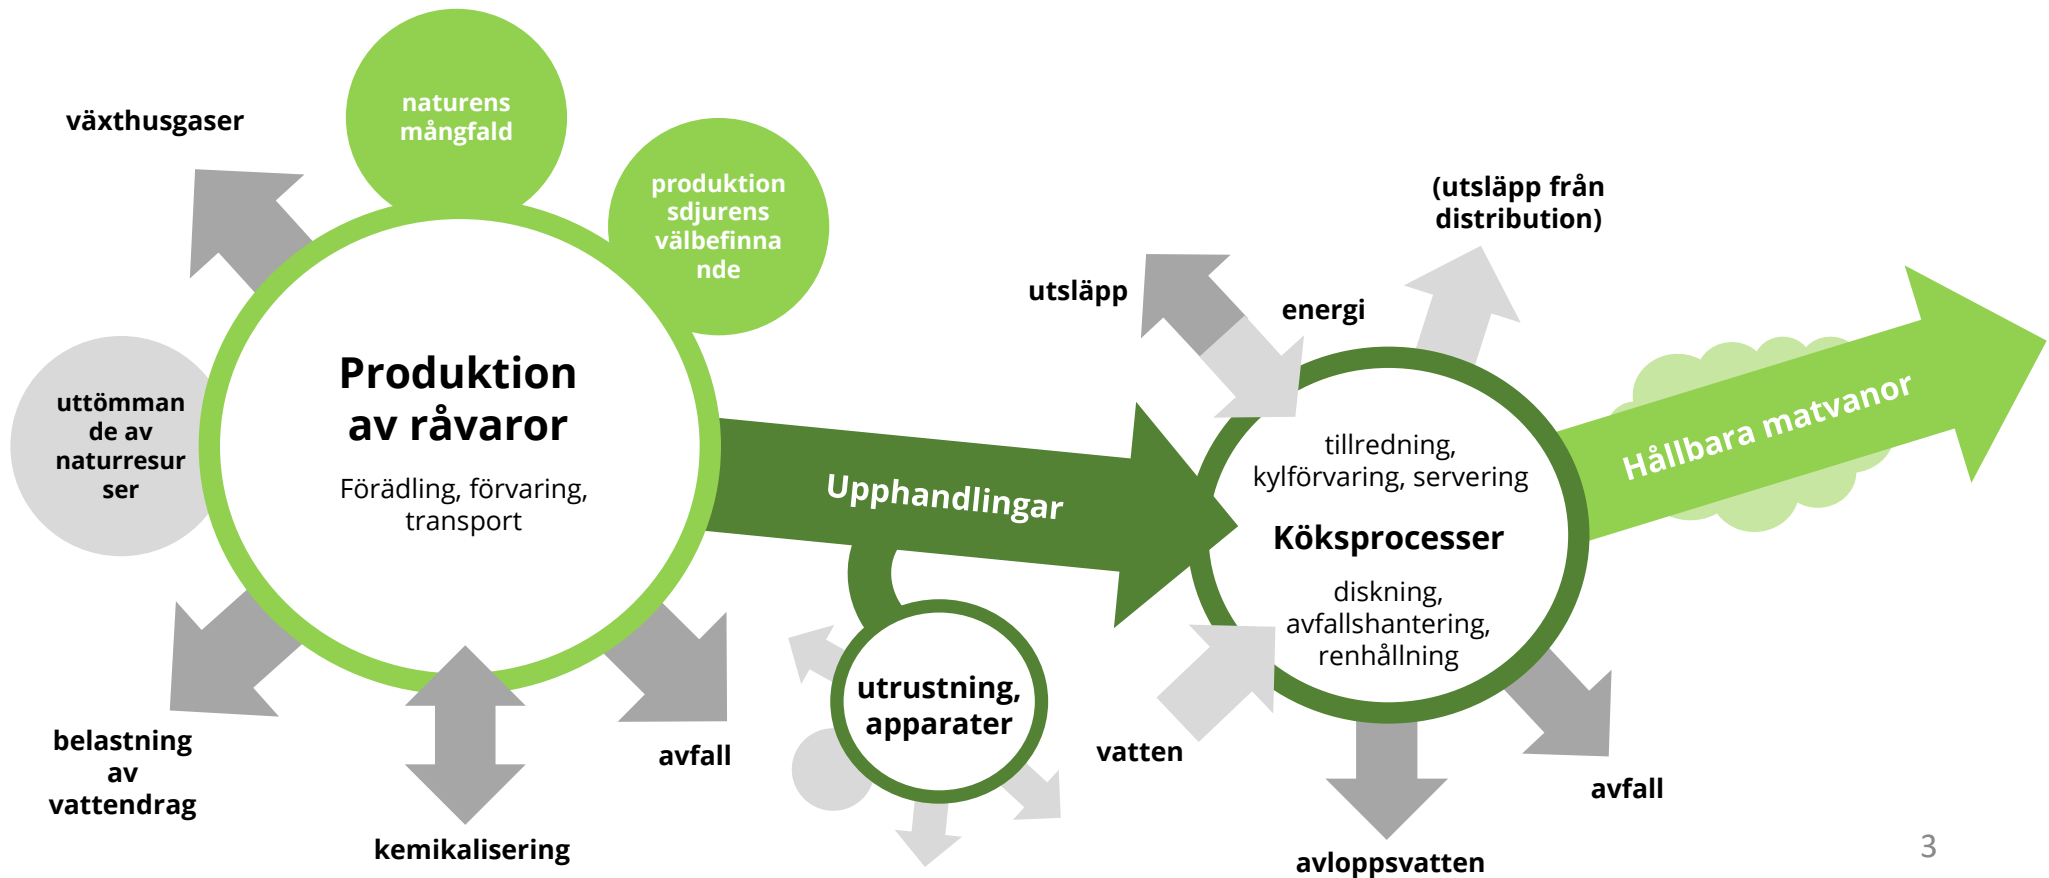 växthusgaser
naturens
mångfald
produktion
sdjurens
välbefinna
nde
uttömman
de av
naturresur
ser
Produktion
av råvaror
Förädling, förvaring,
transport
belastning
av
vattendrag
kemikalisering
avfall
Upphandlingar
utrustning,
apparater
utsläpp
energi
(utsläpp från
distribution)
tillredning,
kylförvaring, servering
Köksprocesser
diskning,
avfallshantering,
renhållning
vatten
avloppsvatten
avfall
Hållbara matvanor
3